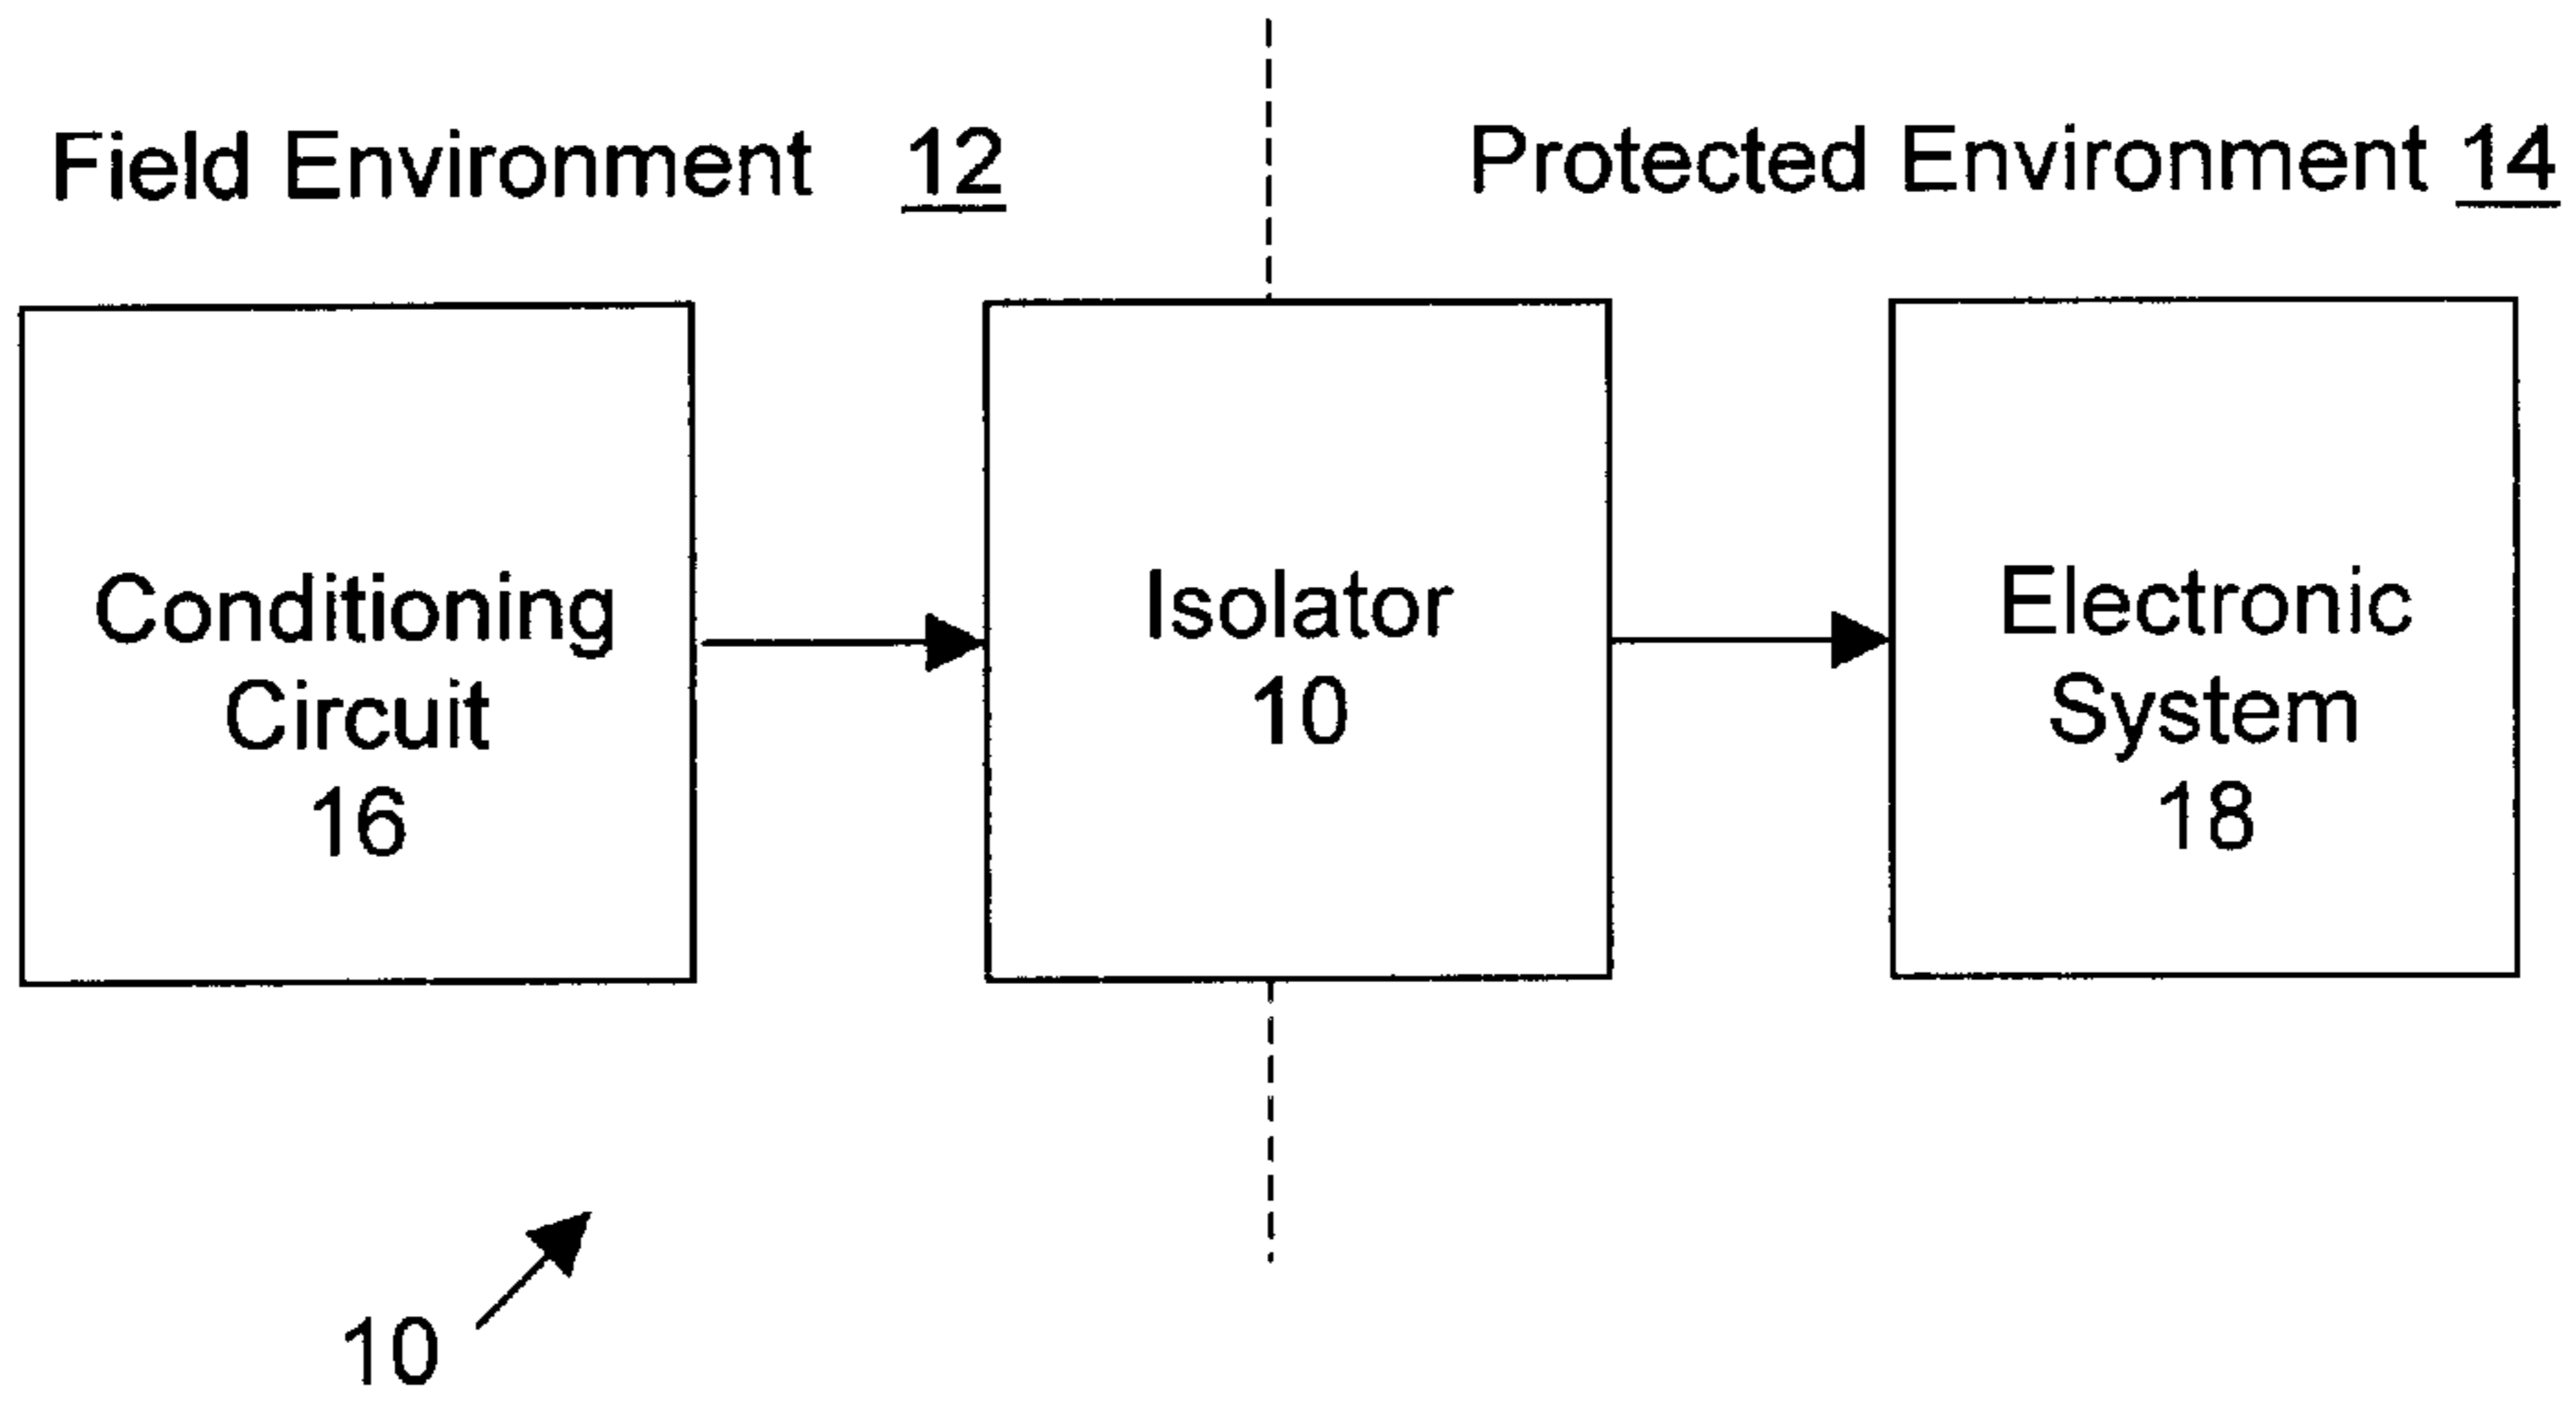 Field Environment 12
Protected Environment 14
Conditioning
Circuit
16
Isolator
10
Electronic
System
18
10